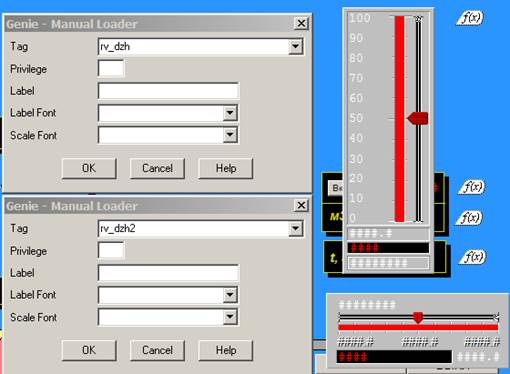 Genie - Manual Loader
Tag rv_dzh
Privilege
Label
Label Font
Scale Font
OK Cancel Help
Genie - Manual Loader
Tag rv_dzh2
Privilege
Label
Label Font
Scale Font
OK Cancel Help
100
90
80
70
60
50
40
30
20
10
0
####.#
####
########
f(x)
f(x)
f(x)
f(x)
t,
########
####.# ####.# ####.#
#### ####.#